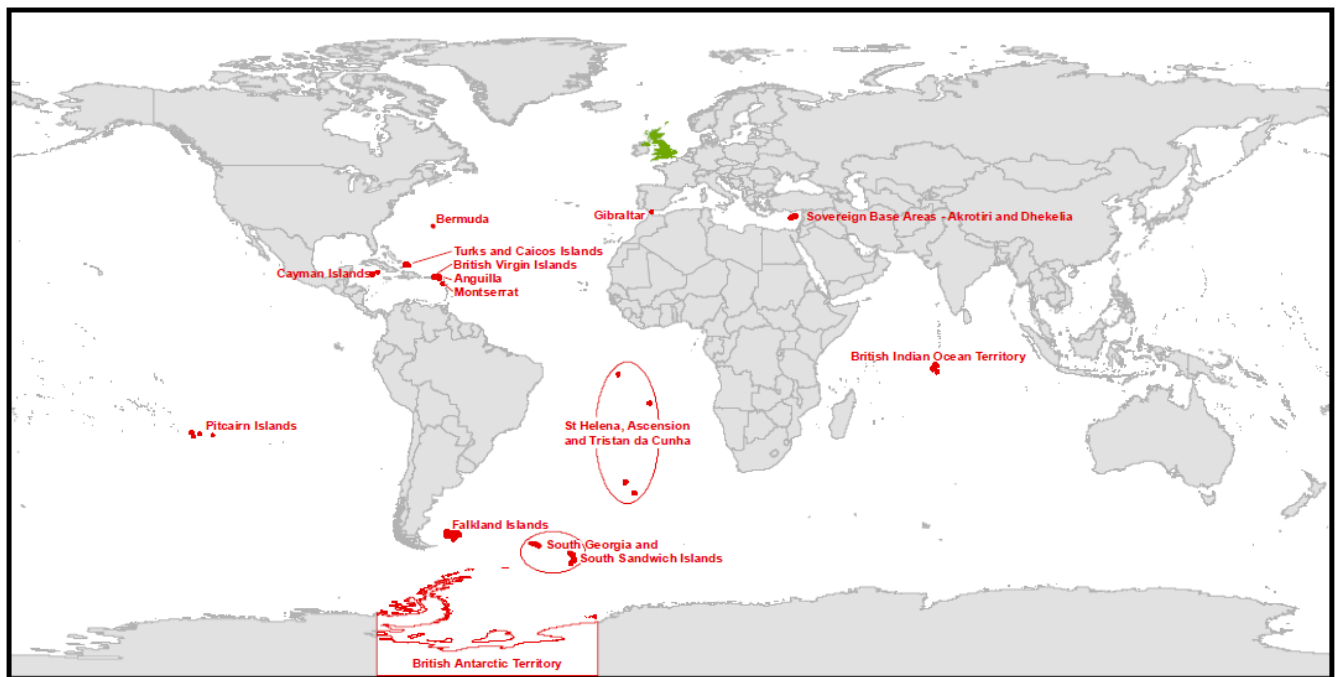 Bermuda
Gibraltar
Sovereign Base Areas - Akrotiri and Dhekelia
Turks and Caicos Islands
British Virgin Islands
Cayman Islands
Anguilla
Montserrat
British Indian Ocean Territory
Pitcairn Islands
St Helena, Ascension
and Tristan da Cunha
Falkland Islands
South Georgia and
South Sandwich Islands
British Antarctic Territory